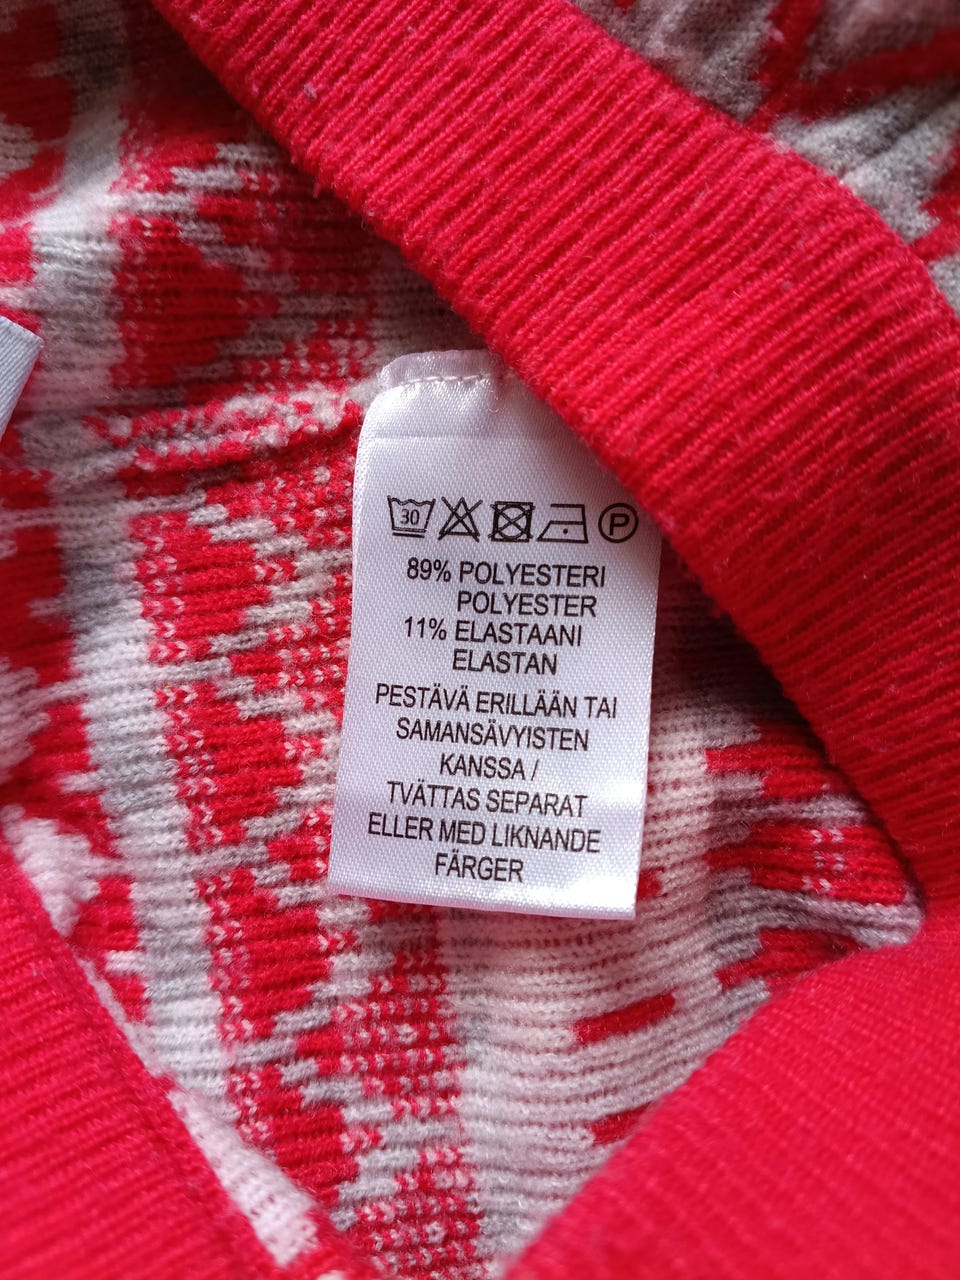 30 P
89% POLYESTERI
POLYESTER
11% ELASTAANI
ELASTAN
PESTÄVÄ ERILLÄÄN TAI
SAMANSÄVYISTEN
KANSSA /
TVÄTTAS SEPARAT
ELLER MED LIKNANDE
FÄRGER